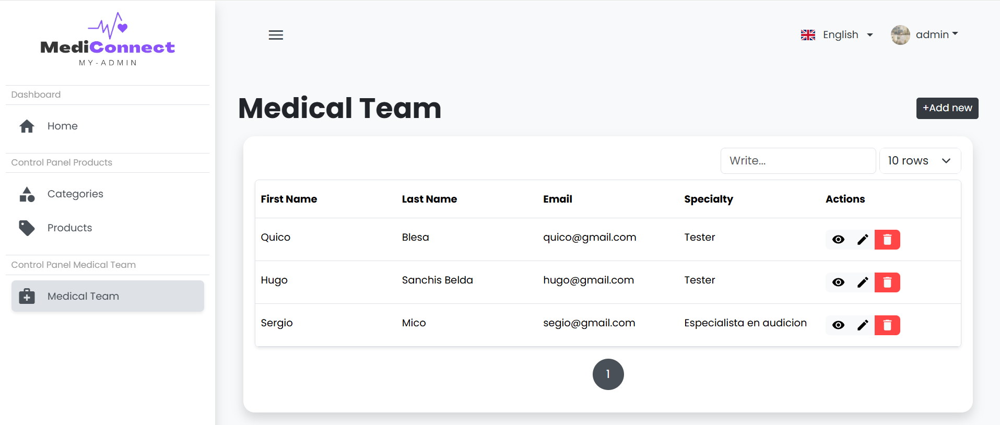 MediConnect
MY-ADMIN
English
admin
Dashboard
Home
Control Panel Products
Categories
Products
Control Panel Medical Team
Medical Team
Medical Team
+Add new
Write...
10 rows
First Name Last Name Email Specialty Actions
Quico Blesa quico@gmail.com Tester
Hugo Sanchis Belda hugo@gmail.com Tester
Sergio Mico segio@gmail.com Especialista en audicion
1